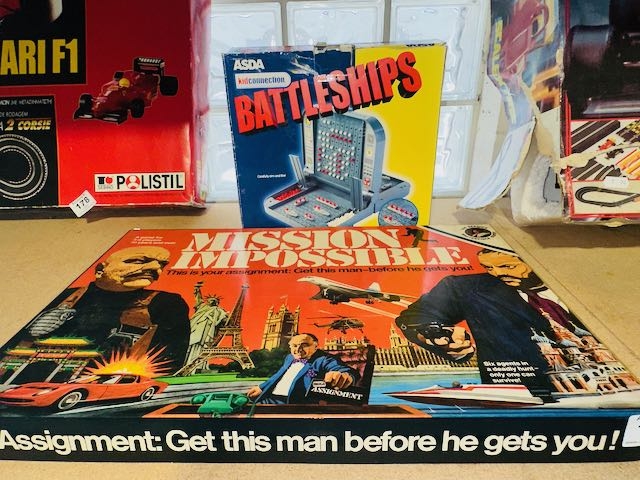 ARI F1
2 CORSIE
POLISTIL
178
ASDA
kidconnection
BATTLESHIPS
MISSION
IMPOSSIBLE
This is your assignment: Get this man-before he gets you!
ASSIGNMENT
Six agents in
a deadly hunt-
only one can
survive!
Assignment: Get this man before he gets you!